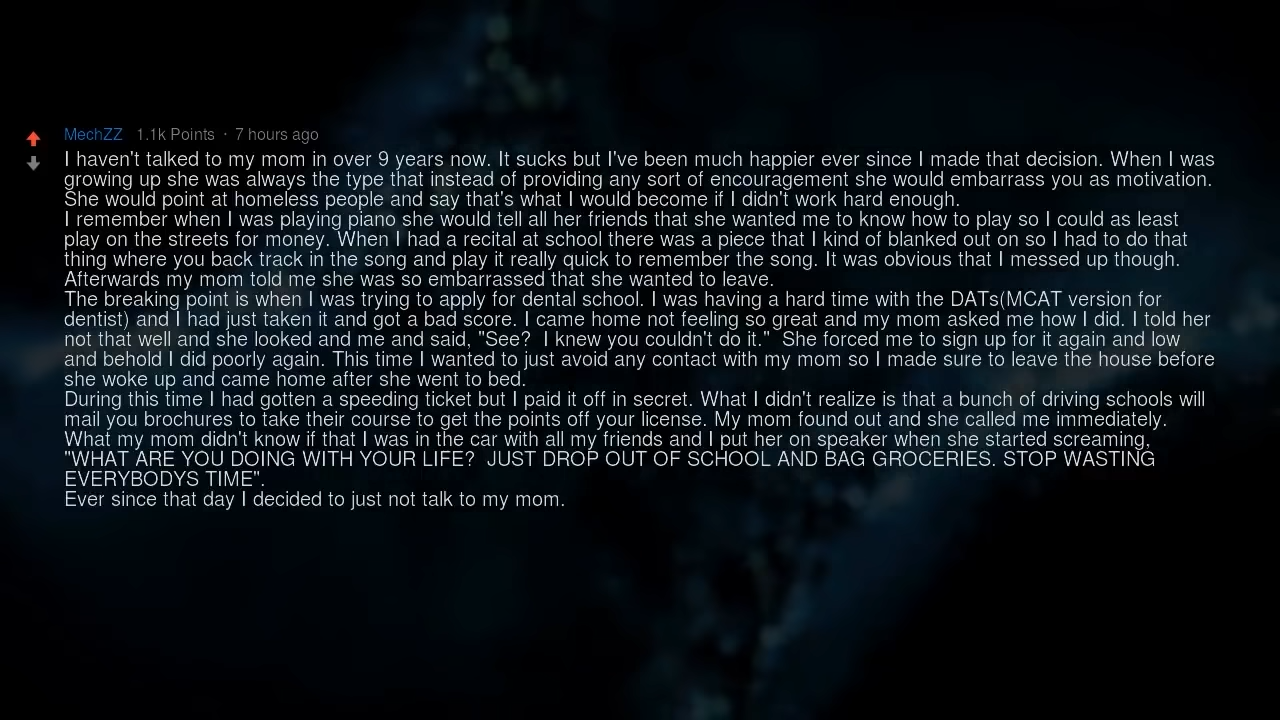 MechZZ 1.1k Points · 7 hours ago
I haven't talked to my mom in over 9 years now. It sucks but I've been much happier ever since I made that decision. When I was
growing up she was always the type that instead of providing any sort of encouragement she would embarrass you as motivation.
She would point at homeless people and say that's what I would become if I didn't work hard enough.
I remember when I was playing piano she would tell all her friends that she wanted me to know how to play so I could as least
play on the streets for money. When I had a recital at school there was a piece that I kind of blanked out on so I had to do that
thing where you back track in the song and play it really quick to remember the song. It was obvious that I messed up though.
Afterwards my mom told me she was so embarrassed that she wanted to leave.
The breaking point is when I was trying to apply for dental school. I was having a hard time with the DATs(MCAT version for
dentist) and I had just taken it and got a bad score. I came home not feeling so great and my mom asked me how I did. I told her
not that well and she looked and me and said, "See?  I knew you couldn't do it."  She forced me to sign up for it again and low
and behold I did poorly again. This time I wanted to just avoid any contact with my mom so I made sure to leave the house before
she woke up and came home after she went to bed.
During this time I had gotten a speeding ticket but I paid it off in secret. What I didn't realize is that a bunch of driving schools will
mail you brochures to take their course to get the points off your license. My mom found out and she called me immediately.
What my mom didn't know if that I was in the car with all my friends and I put her on speaker when she started screaming,
"WHAT ARE YOU DOING WITH YOUR LIFE?  JUST DROP OUT OF SCHOOL AND BAG GROCERIES. STOP WASTING
EVERYBODYS TIME".
Ever since that day I decided to just not talk to my mom.